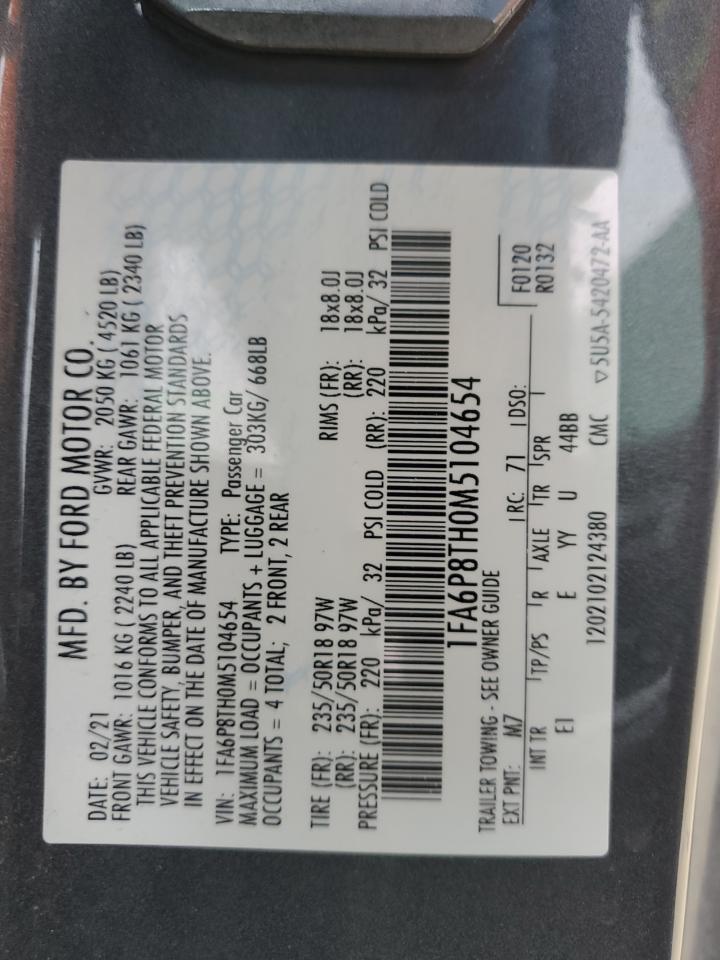 MFD. BY FORD MOTOR CO.
DATE: 02/21 GVWR: 2050 KG ( 4520 LB)
FRONT GAWR: 1016 KG ( 2240 LB) REAR GAWR: 1061 KG ( 2340 LB)
THIS VEHICLE CONFORMS TO ALL APPLICABLE FEDERAL MOTOR
VEHICLE SAFETY, BUMPER, AND THEFT PREVENTION STANDARDS
IN EFFECT ON THE DATE OF MANUFACTURE SHOWN ABOVE.
VIN: 1FA6P8TH0M5104654 TYPE: Passenger Car
MAXIMUM LOAD = OCCUPANTS + LUGGAGE = 303KG/ 668LB
OCCUPANTS = 4 TOTAL; 2 FRONT, 2 REAR
TIRE (FR): 235/50R18 97W RIMS (FR): 18x8.0J
(RR): 235/50R18 97W (RR): 18x8.0J
PRESSURE (FR): 220 kPa/ 32 PSI COLD (RR): 220 kPa/ 32 PSI COLD
1FA6P8TH0M5104654
TRAILER TOWING - SEE OWNER GUIDE
EXT PNT: M7 RC: 71 DSO: F0120
R0132
INT TR TP/PS R AXLE TR SPR
E1 E YY U 44BB
1202102124380 CMC ▽ 5U5A-5420472-AA